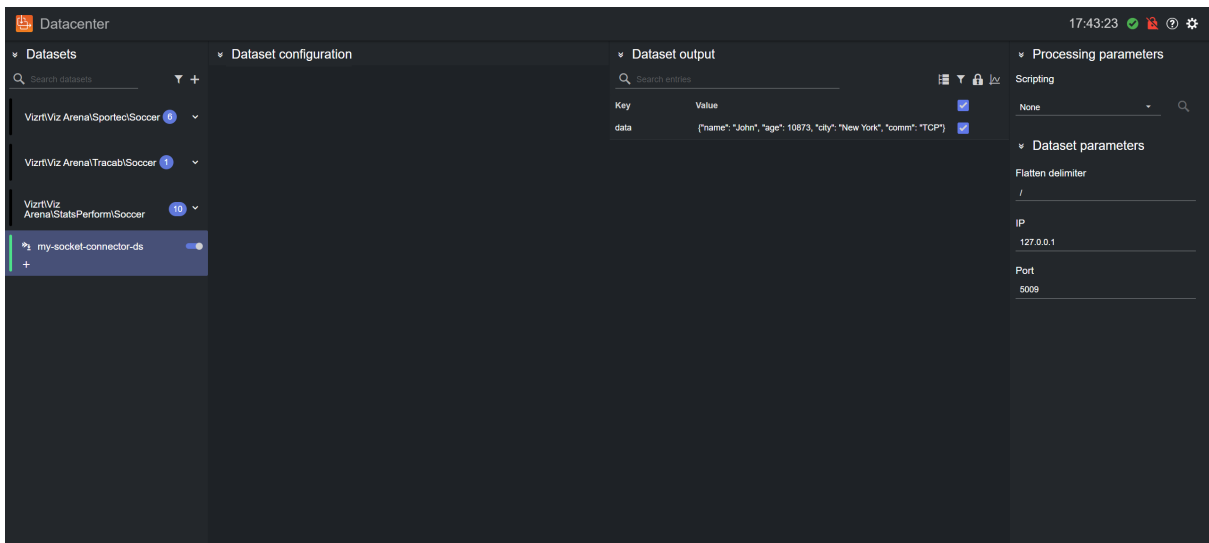 Datacenter
17:43:23
Datasets
Search datasets
Vizrt\Viz Arena\Sportec\Soccer 6
Vizrt\Viz Arena\Tracab\Soccer 1
Vizrt\Viz
Arena\StatsPerform\Soccer
10
my-socket-connector-ds
+
Dataset configuration
Dataset output
Search entries
Key Value
data {"name": "John", "age": 10873, "city": "New York", "comm": "TCP"}
Processing parameters
Scripting
None
Dataset parameters
Flatten delimiter
/
IP
127.0.0.1
Port
5009